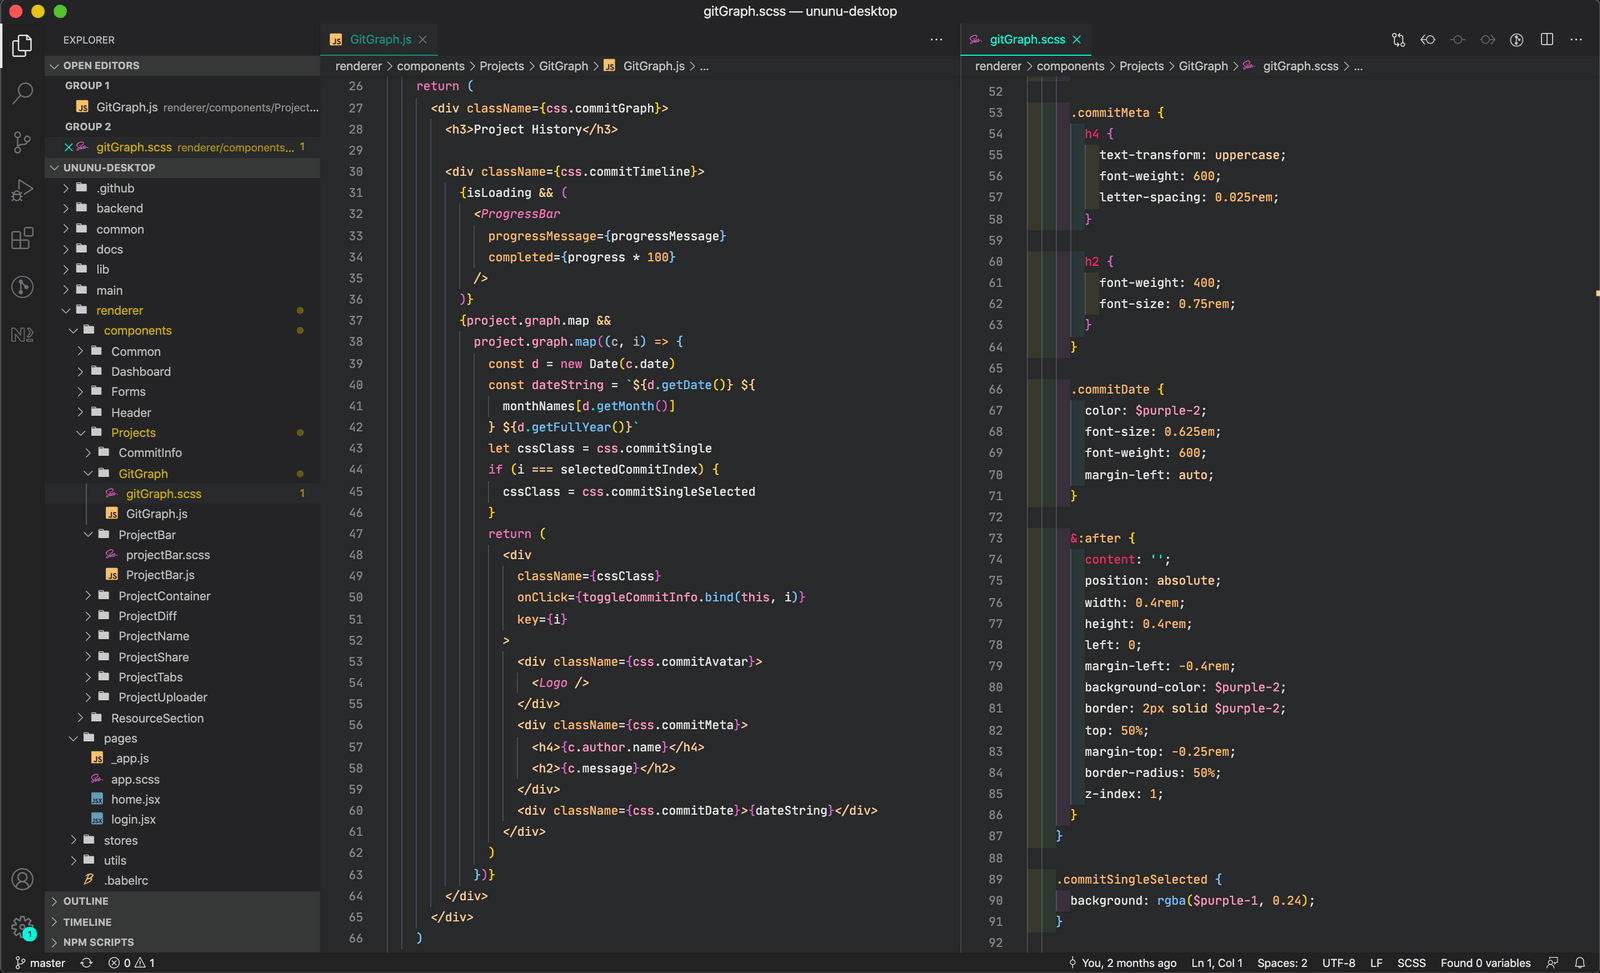 gitGraph.scss — ununu-desktop
EXPLORER
OPEN EDITORS
GROUP 1
GitGraph.js renderer/components/Project...
GROUP 2
gitGraph.scss renderer/components... 1
UNUNU-DESKTOP
.github
backend
common
docs
lib
main
renderer
components
Common
Dashboard
Forms
Header
Projects
CommitInfo
GitGraph
gitGraph.scss 1
GitGraph.js
ProjectBar
projectBar.scss
ProjectBar.js
ProjectContainer
ProjectDiff
ProjectName
ProjectShare
ProjectTabs
ProjectUploader
ResourceSection
pages
_app.js
app.scss
home.jsx
login.jsx
stores
utils
.babelrc
OUTLINE
TIMELINE
NPM SCRIPTS
GitGraph.js
renderer > components > Projects > GitGraph > JS GitGraph.js > ...
26 return (
27 <div className={css.commitGraph}>
28 <h3>Project History</h3>
29
30 <div className={css.commitTimeline}>
31 {isLoading && (
32 <ProgressBar
33 progressMessage={progressMessage}
34 completed={progress * 100}
35 />
36 )}
37 {project.graph.map &&
38 project.graph.map((c, i) => {
39 const d = new Date(c.date)
40 const dateString = `${d.getDate()} ${
41 monthNames[d.getMonth()]
42 } ${d.getFullYear()}`
43 let cssClass = css.commitSingle
44 if (i === selectedCommitIndex) {
45 cssClass = css.commitSingleSelected
46 }
47 return (
48 <div
49 className={cssClass}
50 onClick={toggleCommitInfo.bind(this, i)}
51 key={i}
52 >
53 <div className={css.commitAvatar}>
54 <Logo />
55 </div>
56 <div className={css.commitMeta}>
57 <h4>{c.author.name}</h4>
58 <h2>{c.message}</h2>
59 </div>
60 <div className={css.commitDate}>{dateString}</div>
61 </div>
62 )
63 })}
64 </div>
65 </div>
66 )
gitGraph.scss
renderer > components > Projects > GitGraph > gitGraph.scss > ...
52
53 .commitMeta {
54 h4 {
55 text-transform: uppercase;
56 font-weight: 600;
57 letter-spacing: 0.025rem;
58 }
59
60 h2 {
61 font-weight: 400;
62 font-size: 0.75rem;
63 }
64 }
65
66 .commitDate {
67 color: $purple-2;
68 font-size: 0.625em;
69 font-weight: 600;
70 margin-left: auto;
71 }
72
73 &:after {
74 content: '';
75 position: absolute;
76 width: 0.4rem;
77 height: 0.4rem;
78 left: 0;
79 margin-left: -0.4rem;
80 background-color: $purple-2;
81 border: 2px solid $purple-2;
82 top: 50%;
83 margin-top: -0.25rem;
84 border-radius: 50%;
85 z-index: 1;
86 }
87 }
88
89 .commitSingleSelected {
90 background: rgba($purple-1, 0.24);
91 }
92
1
master 0 1 You, 2 months ago Ln 1, Col 1 Spaces: 2 UTF-8 LF SCSS Found 0 variables